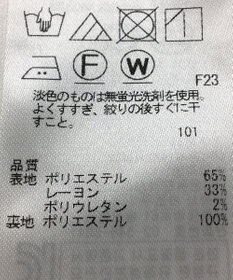 F W
F23
淡色のものは無蛍光洗剤を使用。
よくすすぎ、絞りの後すぐに干
すこと。
101
品質
表地 ポリエステル 65%
レーヨン 33%
ポリウレタン 2%
裏地 ポリエステル 100%